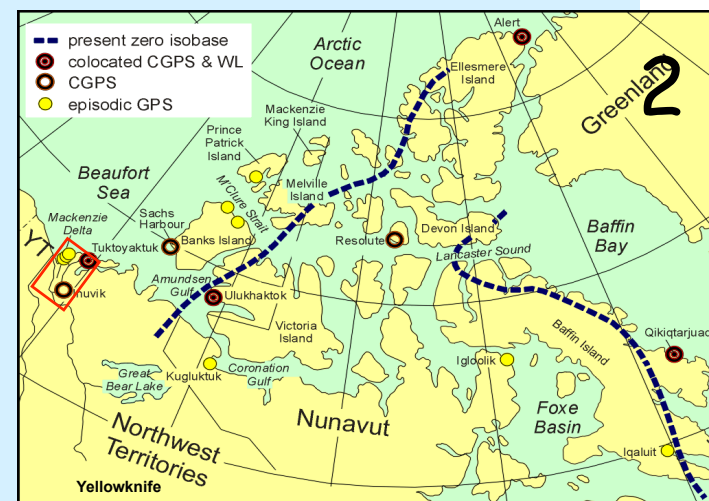 present zero isobase
colocated CGPS & WL
CGPS
episodic GPS
Arctic
Ocean
Alert
Ellesmere
Island
Greenland
2
Mackenzie
King Island
Prince
Patrick
Island
Beaufort
Sea
M'Clure Strait
Melville
Island
Mackenzie
Delta
Sachs
Harbour
YT
Tuktoyaktuk
Banks Island
Resolute
Devon Island
Baffin
Bay
Lancaster Sound
Amundsen
Gulf
Inuvik
Ulukhaktok
Victoria
Island
Baffin Island
Qikiqtarjuaq
Igloolik
Great
Bear Lake
Kugluktuk
Coronation
Gulf
Foxe
Basin
Nunavut
Northwest
Territories
Iqaluit
Yellowknife